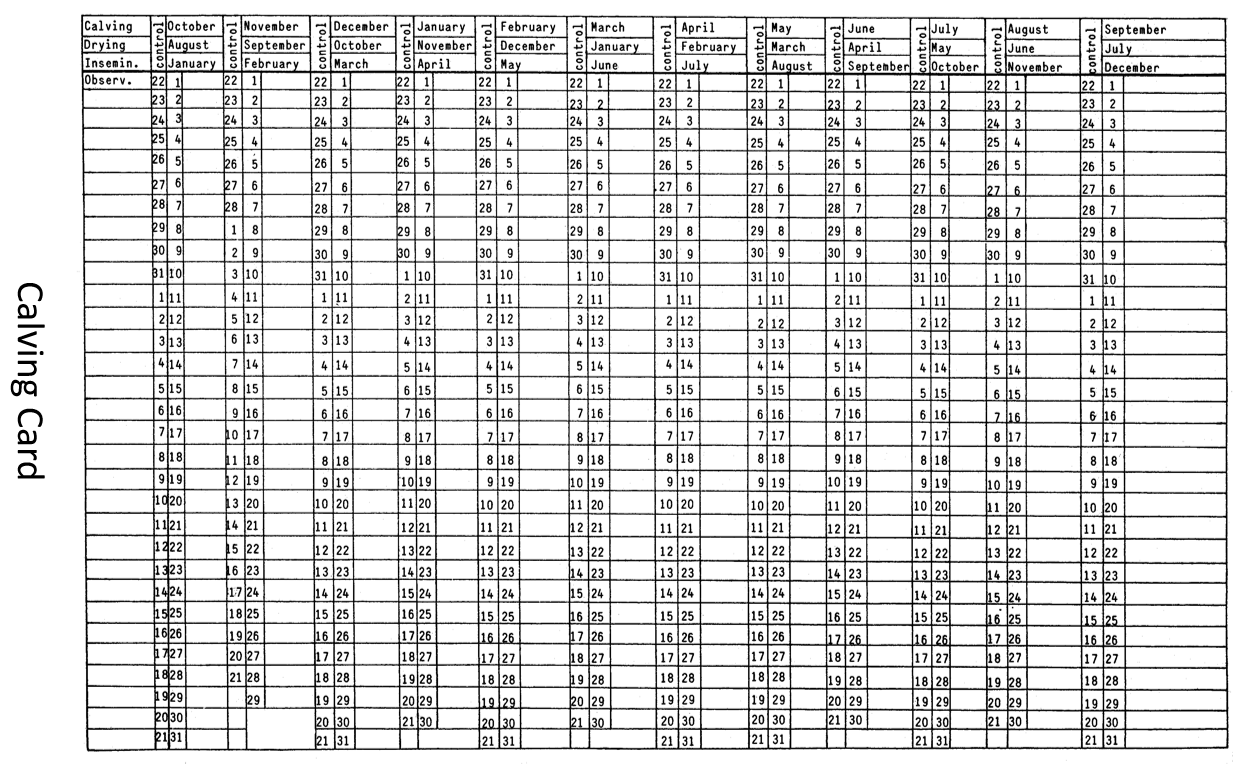 Calving Card
Calving control October control November control December control January control February control March control April control May control June control July control August control September
Drying August September October November December January February March April May June July
Insemin. January February March April May June July August September October November December
Observ. 22 1 22 1 22 1 22 1 22 1 22 1 22 1 22 1 22 1 22 1 22 1 22 1
23 2 23 2 23 2 23 2 23 2 23 2 23 2 23 2 23 2 23 2 23 2 23 2
24 3 24 3 24 3 24 3 24 3 24 3 24 3 24 3 24 3 24 3 24 3 24 3
25 4 25 4 25 4 25 4 25 4 25 4 25 4 25 4 25 4 25 4 25 4 25 4
26 5 26 5 26 5 26 5 26 5 26 5 26 5 26 5 26 5 26 5 26 5 26 5
27 6 27 6 27 6 27 6 27 6 27 6 27 6 27 6 27 6 27 6 27 6 27 6
28 7 28 7 28 7 28 7 28 7 28 7 28 7 28 7 28 7 28 7 28 7 28 7
29 8 1 8 29 8 29 8 29 8 29 8 29 8 29 8 29 8 29 8 29 8 29 8
30 9 2 9 30 9 30 9 30 9 30 9 30 9 30 9 30 9 30 9 30 9 30 9
31 10 3 10 31 10 1 10 31 10 1 10 31 10 31 10 1 10 31 10 1 10 31 10
1 11 4 11 1 11 2 11 1 11 2 11 1 11 1 11 2 11 1 11 2 11 1 11
2 12 5 12 2 12 3 12 2 12 3 12 2 12 2 12 3 12 2 12 3 12 2 12
3 13 6 13 3 13 4 13 3 13 4 13 3 13 3 13 4 13 3 13 4 13 3 13
4 14 7 14 4 14 5 14 4 14 5 14 4 14 4 14 5 14 4 14 5 14 4 14
5 15 8 15 5 15 6 15 5 15 6 15 5 15 5 15 6 15 5 15 6 15 5 15
6 16 9 16 6 16 7 16 6 16 7 16 6 16 6 16 7 16 6 16 7 16 6 16
7 17 10 17 7 17 8 17 7 17 8 17 7 17 7 17 8 17 7 17 8 17 7 17
8 18 11 18 8 18 9 18 8 18 9 18 8 18 8 18 9 18 8 18 9 18 8 18
9 19 12 19 9 19 10 19 9 19 10 19 9 19 9 19 10 19 9 19 10 19 9 19
10 20 13 20 10 20 11 20 10 20 11 20 10 20 10 20 11 20 10 20 11 20 10 20
11 21 14 21 11 21 12 21 11 21 12 21 11 21 11 21 12 21 11 21 12 21 11 21
12 22 15 22 12 22 13 22 12 22 13 22 12 22 12 22 13 22 12 22 13 22 12 22
13 23 16 23 13 23 14 23 13 23 14 23 13 23 13 23 14 23 13 23 14 23 13 23
14 24 17 24 14 24 15 24 14 24 15 24 14 24 14 24 15 24 14 24 15 24 14 24
15 25 18 25 15 25 16 25 15 25 16 25 15 25 15 25 16 25 15 25 16 25 15 25
16 26 19 26 16 26 17 26 16 26 17 26 16 26 16 26 17 26 16 26 17 26 16 26
17 27 20 27 17 27 18 27 17 27 18 27 17 27 17 27 18 27 17 27 18 27 17 27
18 28 21 28 18 28 19 28 18 28 19 28 18 28 18 28 19 28 18 28 19 28 18 28
19 29 29 19 29 20 29 19 29 20 29 19 29 19 29 20 29 19 29 20 29 19 29
20 30 20 30 21 30 20 30 21 30 20 30 20 30 21 30 20 30 21 30 20 30
21 31 21 31 21 31 21 31 21 31 21 31 21 31